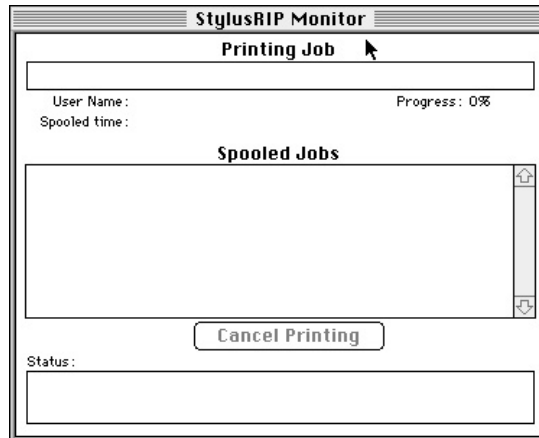 StylusRIP Monitor
Printing Job
User Name:
Progress: 0%
Spooled time:
Spooled Jobs
Cancel Printing
Status: